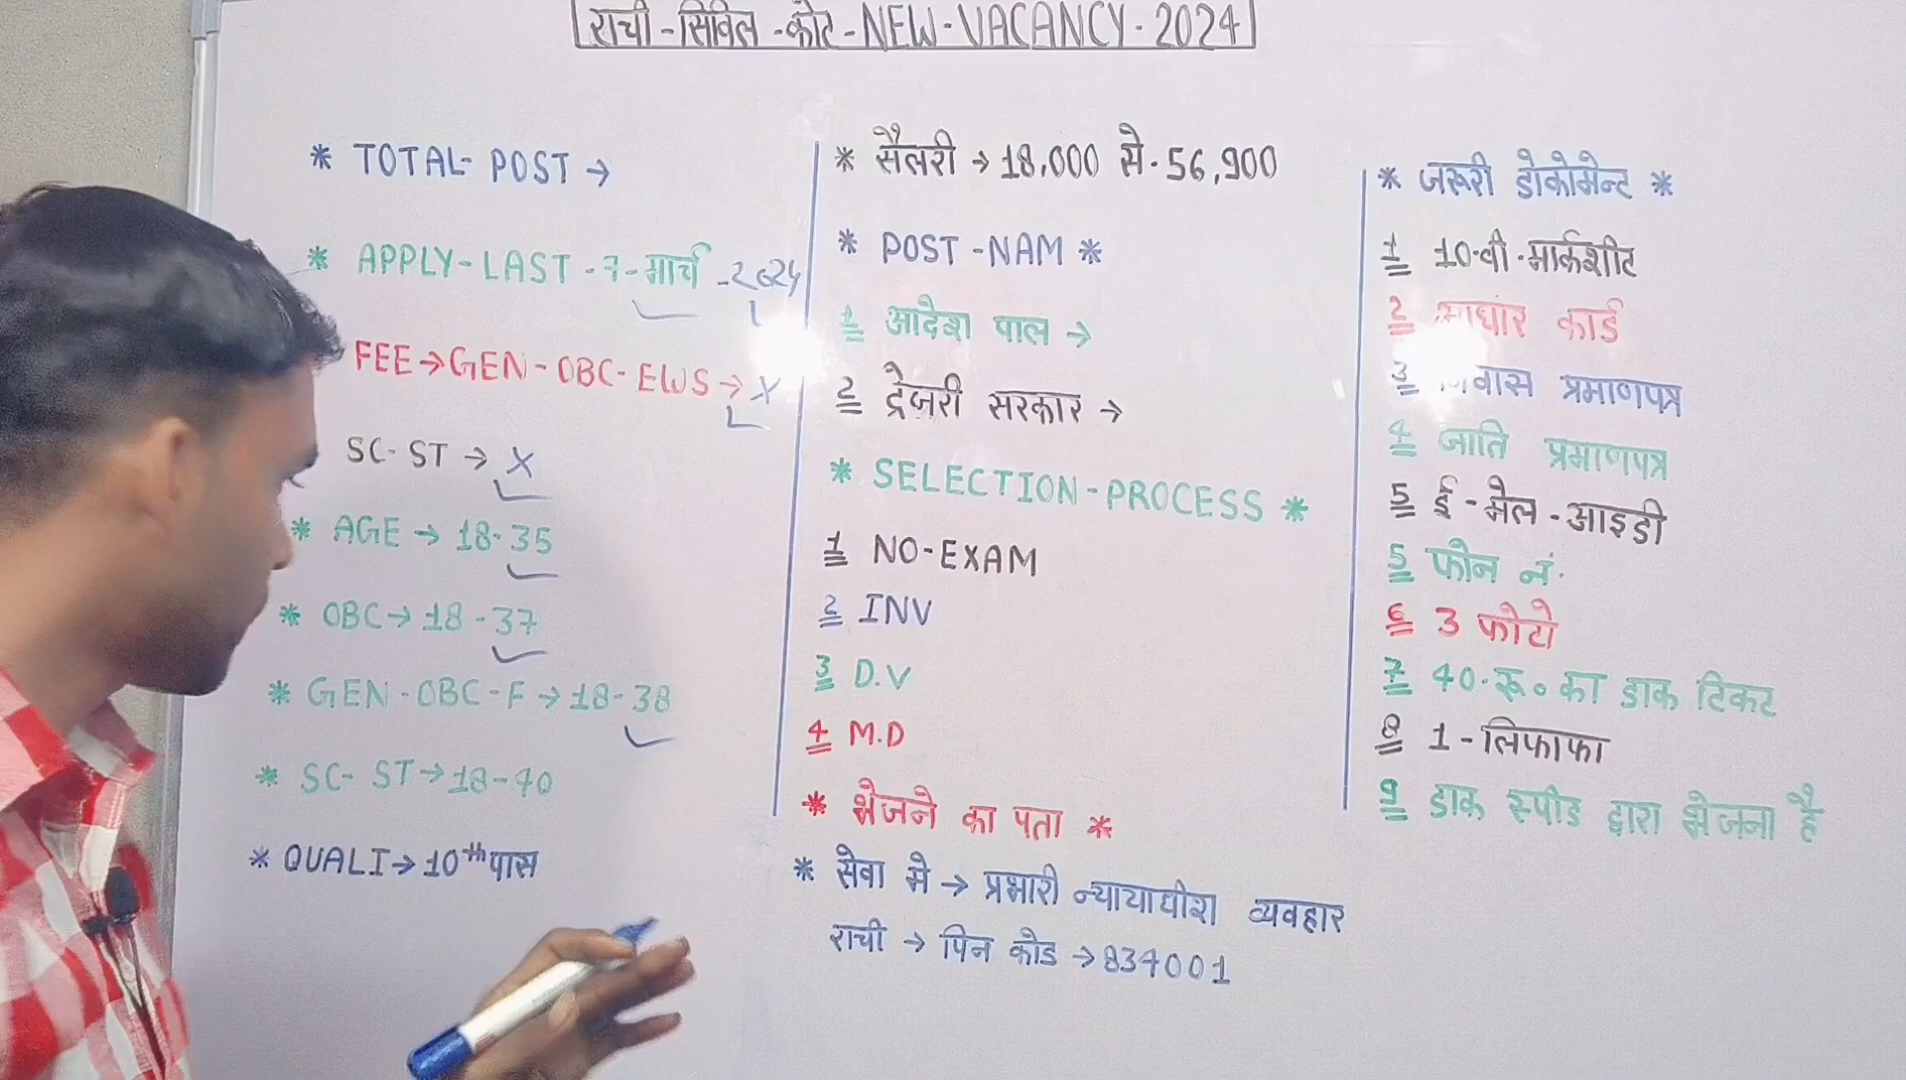 राची-सिविल-कोट-NEW-VACANCY-2024
* TOTAL- POST →
* APPLY-LAST-7-मार्च-2024
FEE→GEN-OBC-EWS→X
SC-ST→X
* AGE→18-35
* OBC→18-37
* GEN-OBC-F→18-38
* SC-ST→18-40
* QUALI→10th पास
* सैलरी→18,000 से-56,900
* POST-NAM *
1 आदेश पाल→
2 ट्रेजरी सरकार→
* SELECTION-PROCESS *
1 NO-EXAM
2 INV
3 D.V
4 M.D
* भेजने का पता *
* सेवा मे→प्रभारी न्यायाधीश व्यवहार
राची→पिन कोड→834001
* जरूरी डोकोमेन्ट *
1 10-वी-मार्कशीट
2 आधार कार्ड
3 निवास प्रमाणपत्र
4 जाति प्रमाणपत्र
5 ई-मेल-आइडी
5 फोन नं.
6 3 फोटो
7 40-रू० का डाक टिकट
8 1-लिफाफा
9 डाक स्पीड द्वारा भेजना है